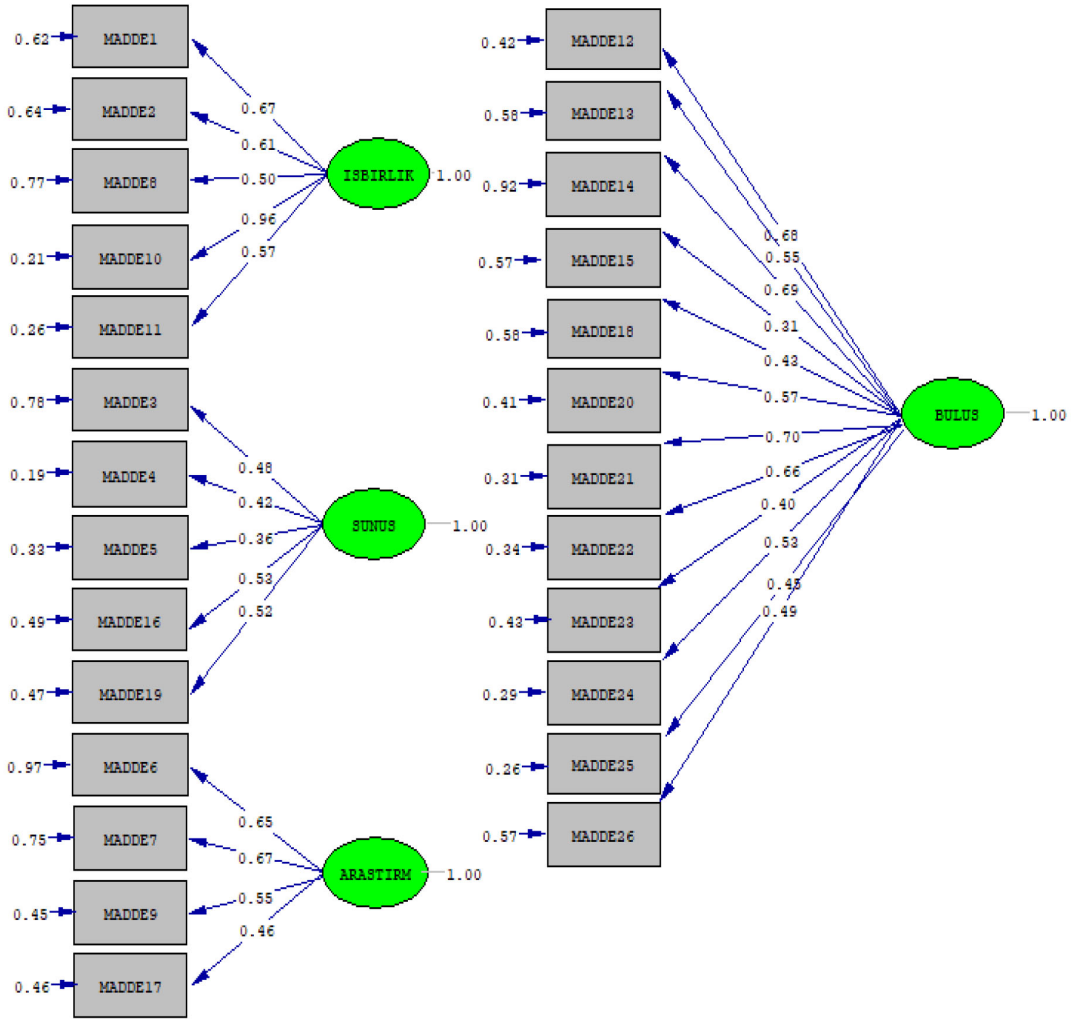 0.62 MADDE1
0.64 MADDE2
0.77 MADDE8
0.21 MADDE10
0.26 MADDE11
0.67
0.61
0.50
0.96
0.57
ISBIRLIK 1.00
0.78 MADDE3
0.19 MADDE4
0.33 MADDE5
0.49 MADDE16
0.47 MADDE19
0.48
0.42
0.36
0.53
0.52
SUNUS 1.00
0.97 MADDE6
0.75 MADDE7
0.45 MADDE9
0.46 MADDE17
0.65
0.67
0.55
0.46
ARASTIRM 1.00
0.42 MADDE12
0.58 MADDE13
0.92 MADDE14
0.57 MADDE15
0.58 MADDE18
0.41 MADDE20
0.31 MADDE21
0.34 MADDE22
0.43 MADDE23
0.29 MADDE24
0.26 MADDE25
0.57 MADDE26
0.68
0.55
0.69
0.31
0.43
0.57
0.70
0.66
0.40
0.53
0.45
0.49
BULUS 1.00